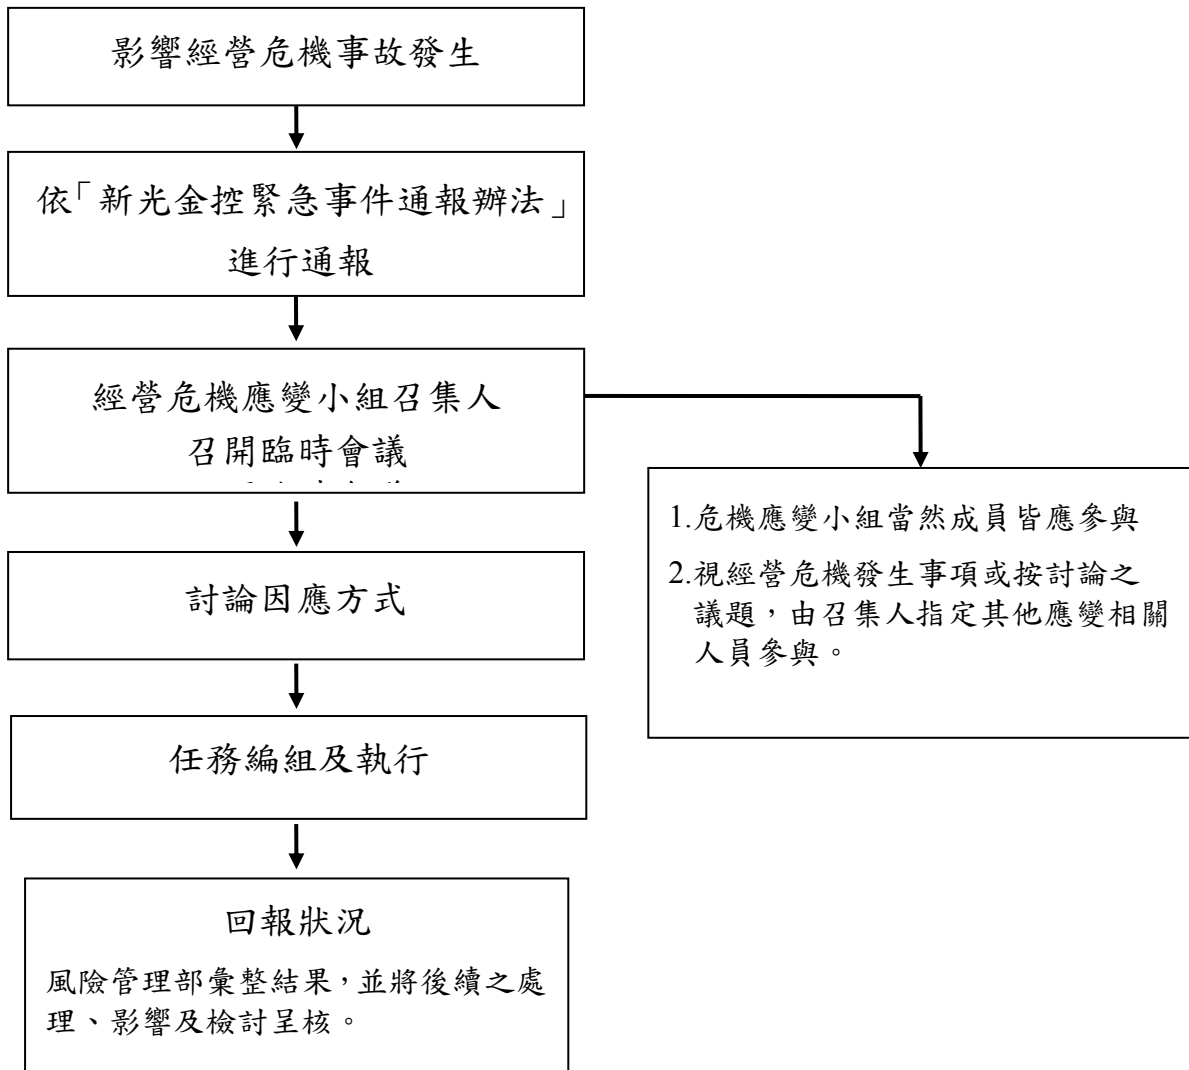 影響經營危機事故發生
依「新光金控緊急事件通報辦法」
進行通報
經營危機應變小組召集人
召開臨時會議
1.危機應變小組當然成員皆應參與
2.視經營危機發生事項或按討論之
議題，由召集人指定其他應變相關
人員參與。
討論因應方式
任務編組及執行
回報狀況
風險管理部彙整結果，並將後續之處
理、影響及檢討呈核。